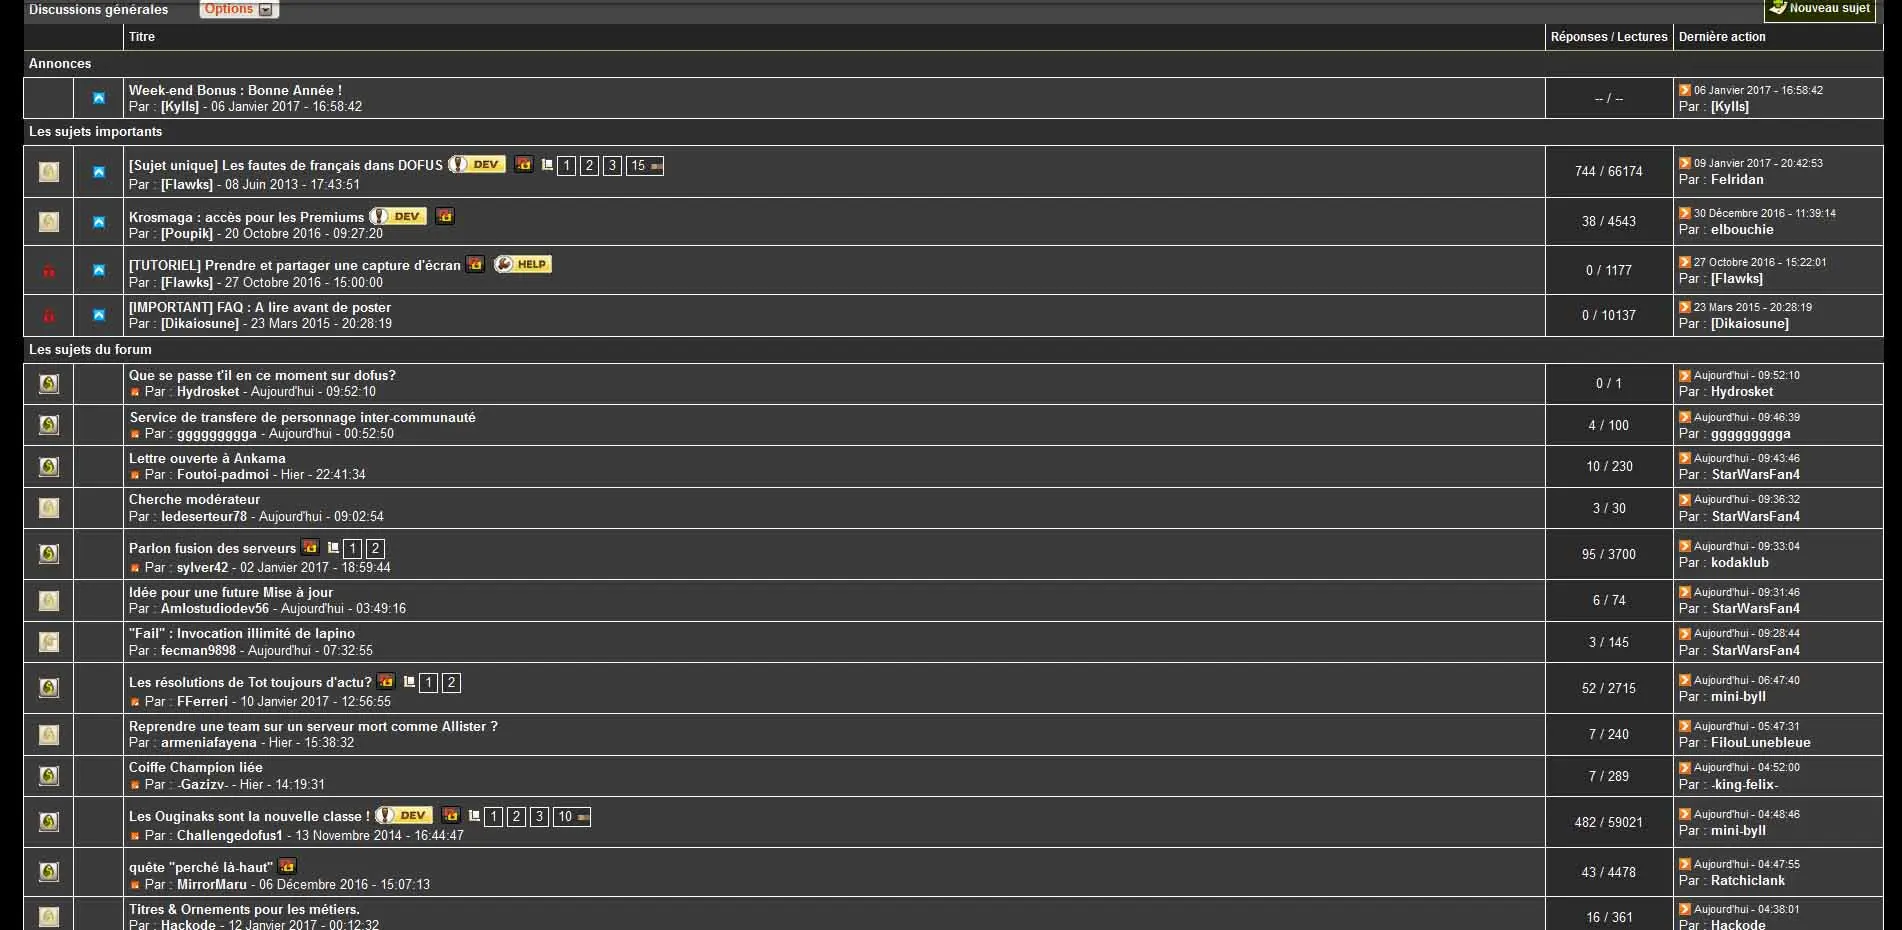 Discussions générales Options Nouveau sujet
Titre Réponses / Lectures Dernière action
Annonces
Week-end Bonus : Bonne Année !
Par : [Kylls] - 06 Janvier 2017 - 16:58:42
-- / --
06 Janvier 2017 - 16:58:42
Par : [Kylls]
Les sujets importants
[Sujet unique] Les fautes de français dans DOFUS DEV 1 2 3 15
Par : [Flawks] - 08 Juin 2013 - 17:43:51
744 / 66174
09 Janvier 2017 - 20:42:53
Par : Felridan
Krosmaga : accès pour les Premiums DEV
Par : [Poupik] - 20 Octobre 2016 - 09:27:20
38 / 4543
30 Décembre 2016 - 11:39:14
Par : elbouchie
[TUTORIEL] Prendre et partager une capture d'écran HELP
Par : [Flawks] - 27 Octobre 2016 - 15:00:00
0 / 1177
27 Octobre 2016 - 15:22:01
Par : [Flawks]
[IMPORTANT] FAQ : A lire avant de poster
Par : [Dikaiosune] - 23 Mars 2015 - 20:28:19
0 / 10137
23 Mars 2015 - 20:28:19
Par : [Dikaiosune]
Les sujets du forum
Que se passe t'il en ce moment sur dofus?
Par : Hydrosket - Aujourd'hui - 09:52:10
0 / 1
Aujourd'hui - 09:52:10
Par : Hydrosket
Service de transfere de personnage inter-communauté
Par : gggggggggga - Aujourd'hui - 00:52:50
4 / 100
Aujourd'hui - 09:46:39
Par : gggggggggga
Lettre ouverte à Ankama
Par : Foutoi-padmoi - Hier - 22:41:34
10 / 230
Aujourd'hui - 09:43:46
Par : StarWarsFan4
Cherche modérateur
Par : ledeserteur78 - Aujourd'hui - 09:02:54
3 / 30
Aujourd'hui - 09:36:32
Par : StarWarsFan4
Parlon fusion des serveurs 1 2
Par : sylver42 - 02 Janvier 2017 - 18:59:44
95 / 3700
Aujourd'hui - 09:33:04
Par : kodaklub
Idée pour une future Mise à jour
Par : Amlostudiodev56 - Aujourd'hui - 03:49:16
6 / 74
Aujourd'hui - 09:31:46
Par : StarWarsFan4
"Fail" : Invocation illimité de lapino
Par : fecman9898 - Aujourd'hui - 07:32:55
3 / 145
Aujourd'hui - 09:28:44
Par : StarWarsFan4
Les résolutions de Tot toujours d'actu? 1 2
Par : FFerreri - 10 Janvier 2017 - 12:56:55
52 / 2715
Aujourd'hui - 06:47:40
Par : mini-byll
Reprendre une team sur un serveur mort comme Allister ?
Par : armeniafayena - Hier - 15:38:32
7 / 240
Aujourd'hui - 05:47:31
Par : FilouLunebleue
Coiffe Champion liée
Par : -Gazizv- - Hier - 14:19:31
7 / 289
Aujourd'hui - 04:52:00
Par : -king-felix-
Les Ouginaks sont la nouvelle classe ! DEV 1 2 3 10
Par : Challengedofus1 - 13 Novembre 2014 - 16:44:47
482 / 59021
Aujourd'hui - 04:48:46
Par : mini-byll
quête "perché là-haut"
Par : MirrorMaru - 06 Décembre 2016 - 15:07:13
43 / 4478
Aujourd'hui - 04:47:55
Par : Ratchiclank
Titres & Ornements pour les métiers.
Par : Hackode - 12 Janvier 2017 - 00:12:32
16 / 361
Aujourd'hui - 04:38:01
Par : Hackode